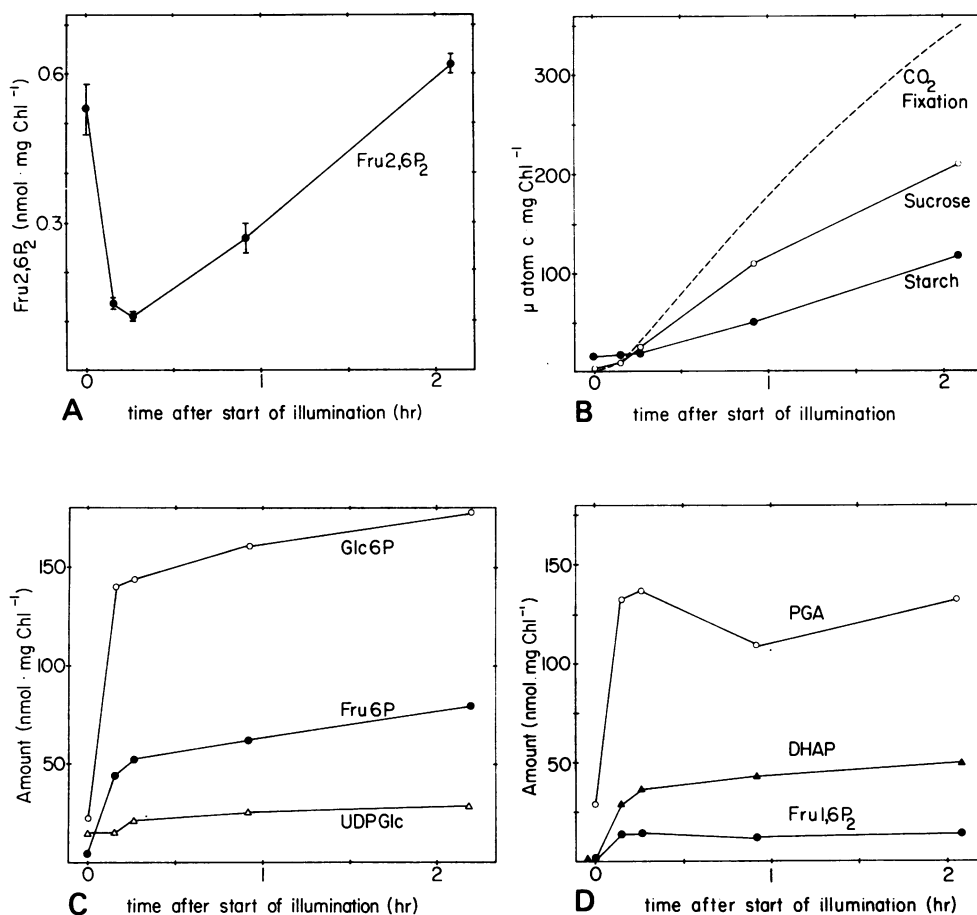 Fru2,6P₂ (nmol · mg Chl⁻¹)
06
03
0
1
2
Fru2,6P₂
A
time after start of illumination (hr)
μ atom c · mg Chl⁻¹
300
200
100
0
1
2
CO₂
Fixation
Sucrose
Starch
B
time after start of illumination
Amount (nmol · mg Chl⁻¹)
150
100
50
0
1
2
Glc6P
Fru6P
UDPGlc
C
time after start of illumination (hr)
Amount (nmol. mg Chl⁻¹)
150
100
50
0
1
2
PGA
DHAP
Fru1,6P₂
D
time after start of illumination (hr)